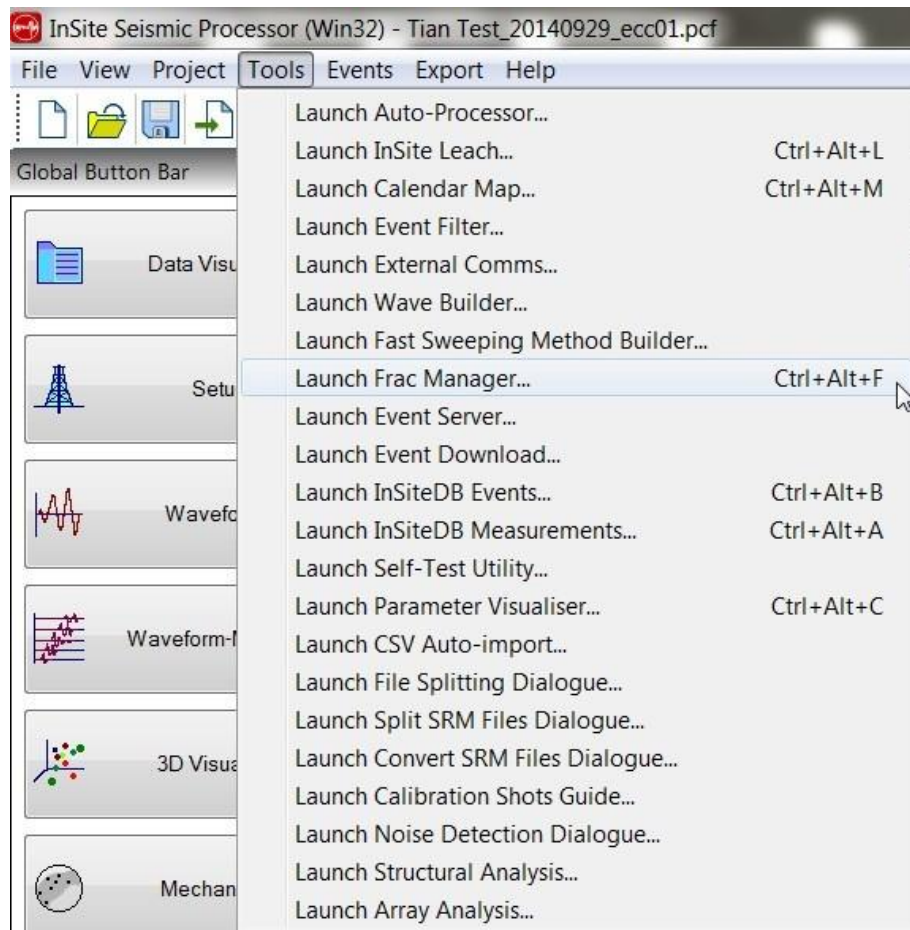 InSite Seismic Processor (Win32) - Tian Test_20140929_ecc01.pcf
File View Project Tools Events Export Help
Global Button Bar
Data Visu
Setu
Wavefo
Waveform-
3D Visua
Mechan
Launch Auto-Processor...
Launch InSite Leach... Ctrl+Alt+L
Launch Calendar Map... Ctrl+Alt+M
Launch Event Filter...
Launch External Comms...
Launch Wave Builder...
Launch Fast Sweeping Method Builder...
Launch Frac Manager... Ctrl+Alt+F
Launch Event Server...
Launch Event Download...
Launch InSiteDB Events... Ctrl+Alt+B
Launch InSiteDB Measurements... Ctrl+Alt+A
Launch Self-Test Utility...
Launch Parameter Visualiser... Ctrl+Alt+C
Launch CSV Auto-import...
Launch File Splitting Dialogue...
Launch Split SRM Files Dialogue...
Launch Convert SRM Files Dialogue...
Launch Calibration Shots Guide...
Launch Noise Detection Dialogue...
Launch Structural Analysis...
Launch Array Analysis...